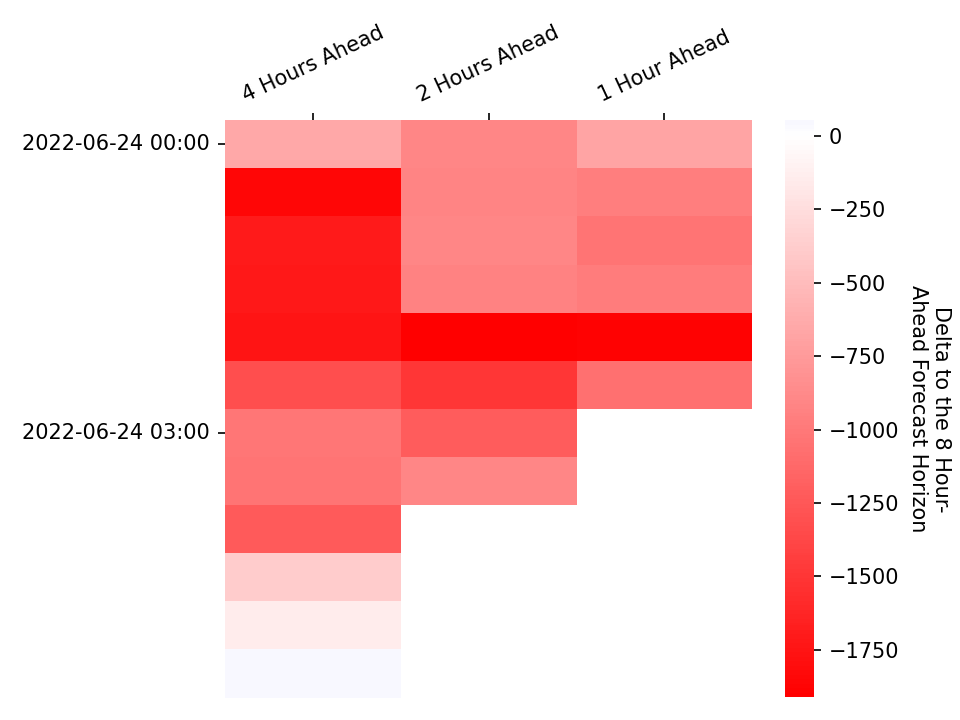 4 Hours Ahead
2 Hours Ahead
1 Hour Ahead
2022-06-24 00:00
2022-06-24 03:00
0
−250
−500
−750
−1000
−1250
−1500
−1750
Delta to the 8 Hour-
Ahead Forecast Horizon